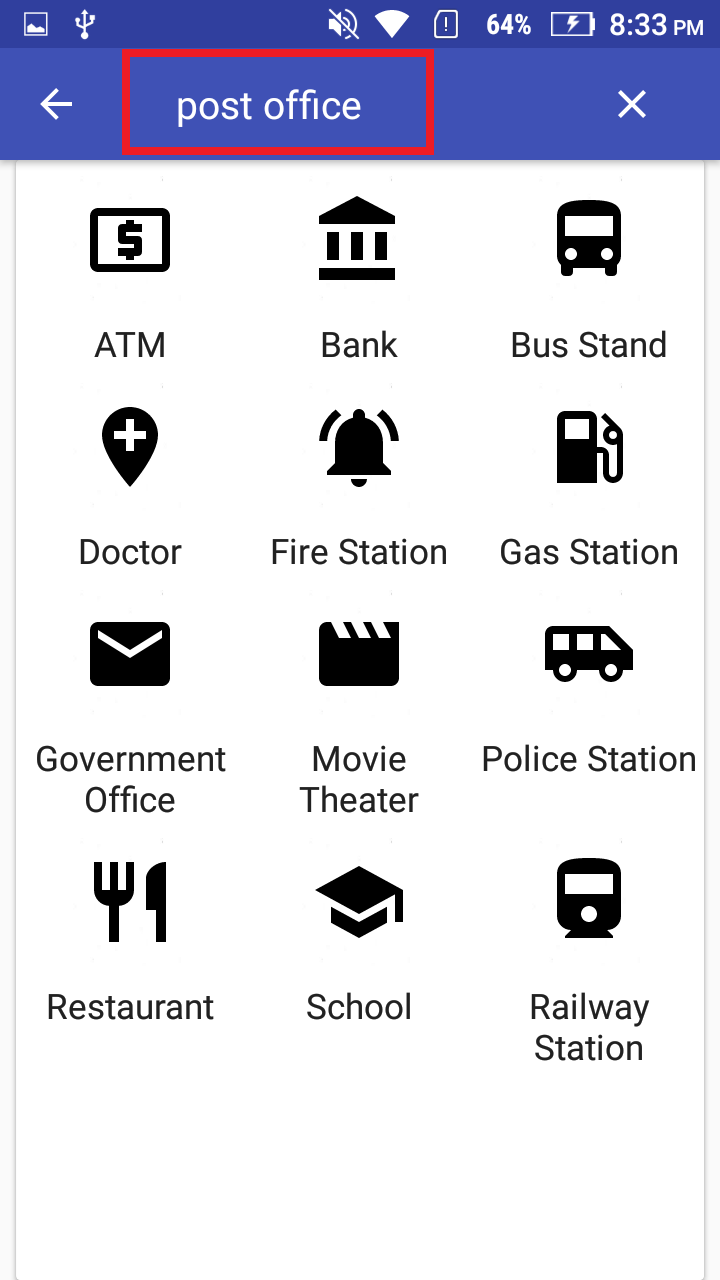 64% 8:33 PM
post office
ATM Bank Bus Stand
Doctor Fire Station Gas Station
Government Movie Police Station
Office Theater
Restaurant School Railway
Station